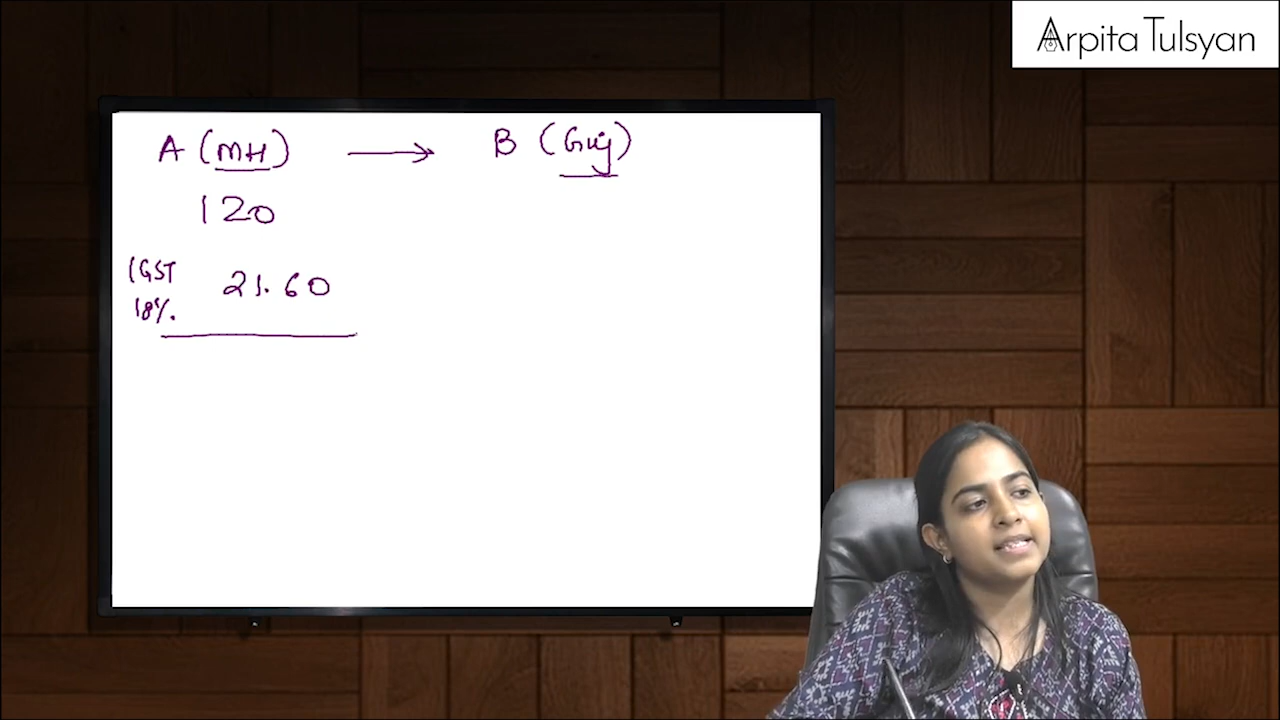 Arpita Tulsyan
A (MH) → B (Guj)
120
IGST 21.60
18%.